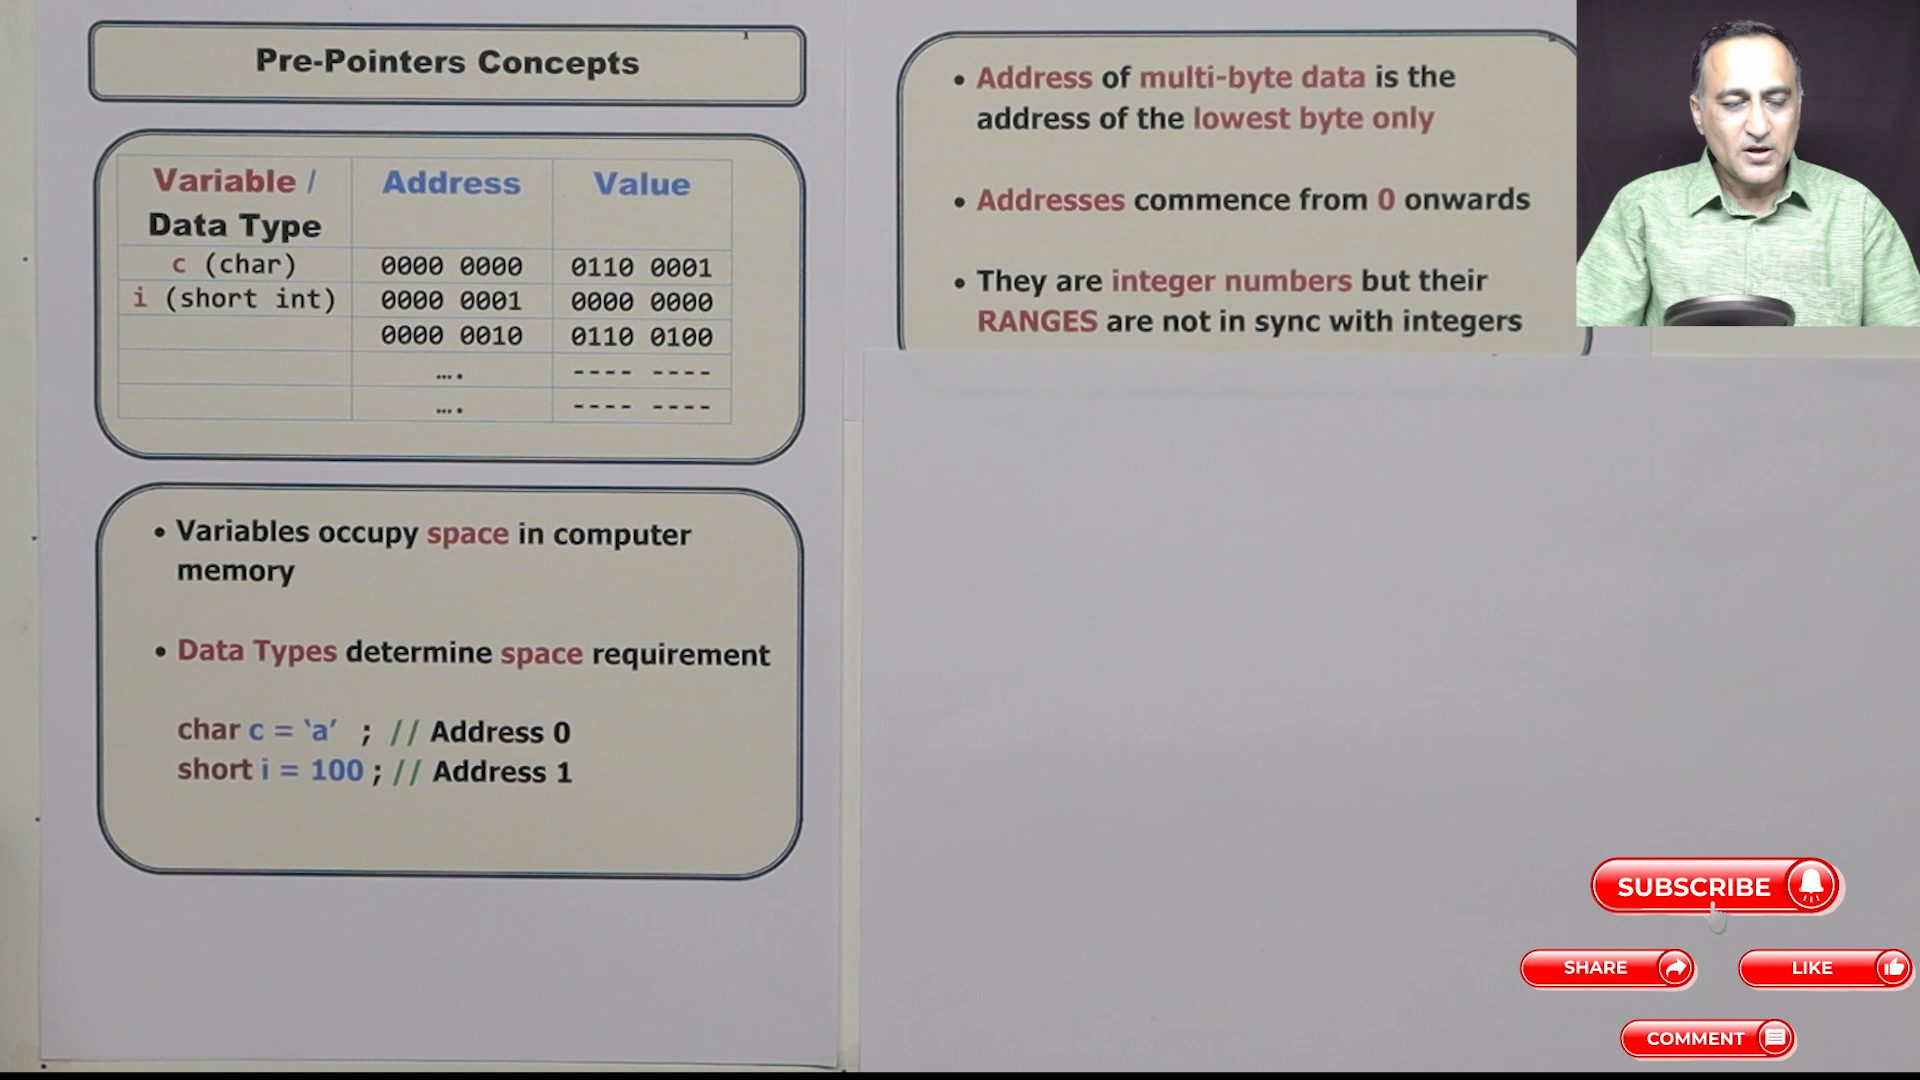 Pre-Pointers Concepts
Variable / Address Value
Data Type
c (char) 0000 0000 0110 0001
i (short int) 0000 0001 0000 0000
0000 0010 0110 0100
.... ---- ----
.... ---- ----
• Variables occupy space in computer
memory
• Data Types determine space requirement
char c = ‘a’ ; // Address 0
short i = 100 ; // Address 1
• Address of multi-byte data is the
address of the lowest byte only
• Addresses commence from 0 onwards
• They are integer numbers but their
RANGES are not in sync with integers
SUBSCRIBE
SHARE
LIKE
COMMENT